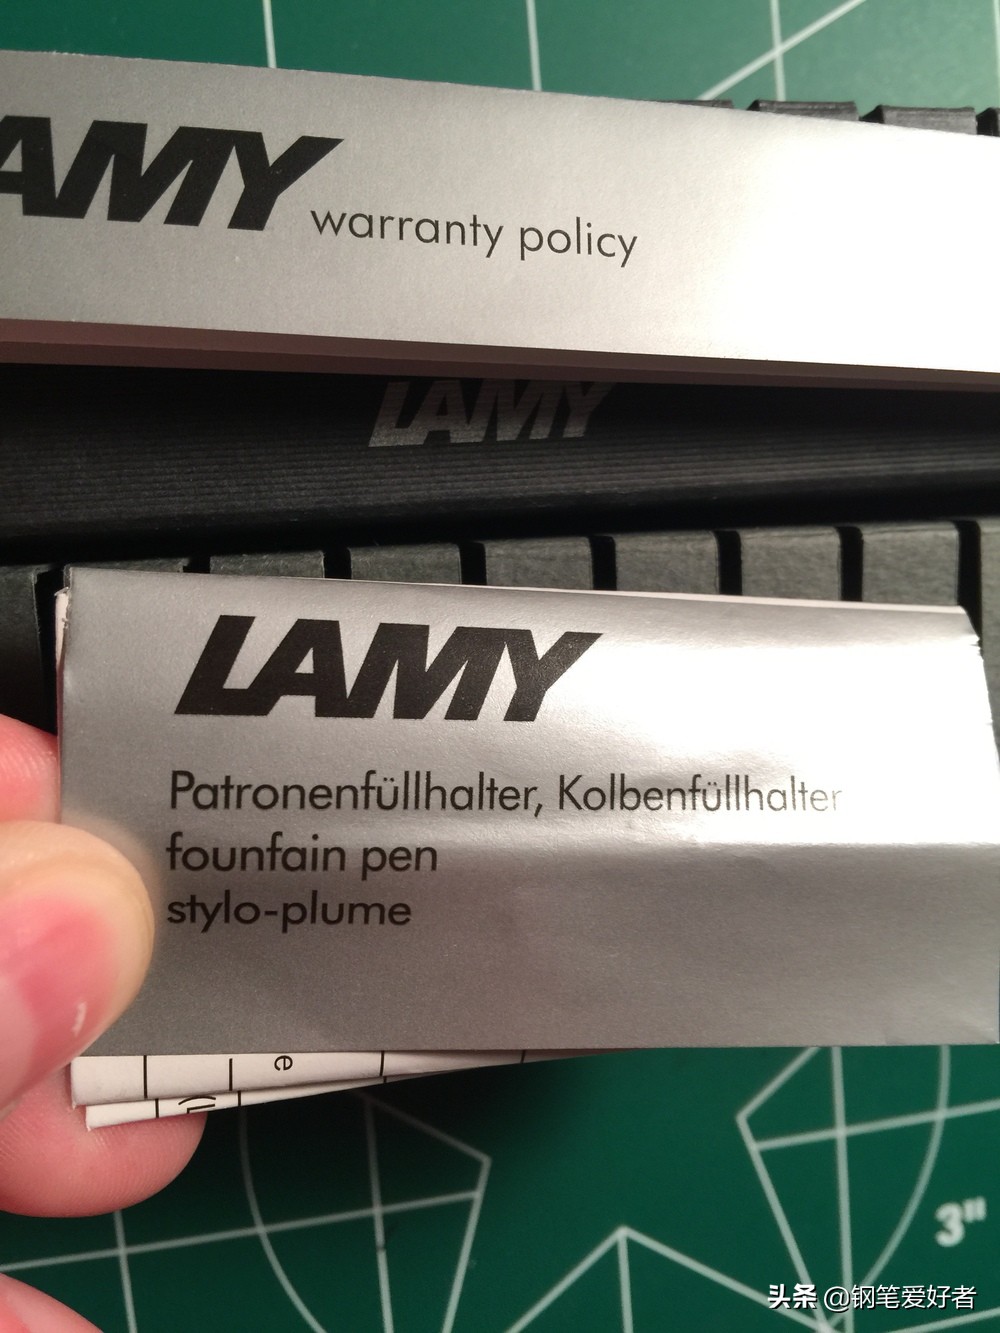 LAMY warranty policy
LAMY
LAMY
Patronenfüllhalter, Kolbenfüllhalter
founfain pen
stylo-plume
e
(L
3"
头条 @钢笔爱好者